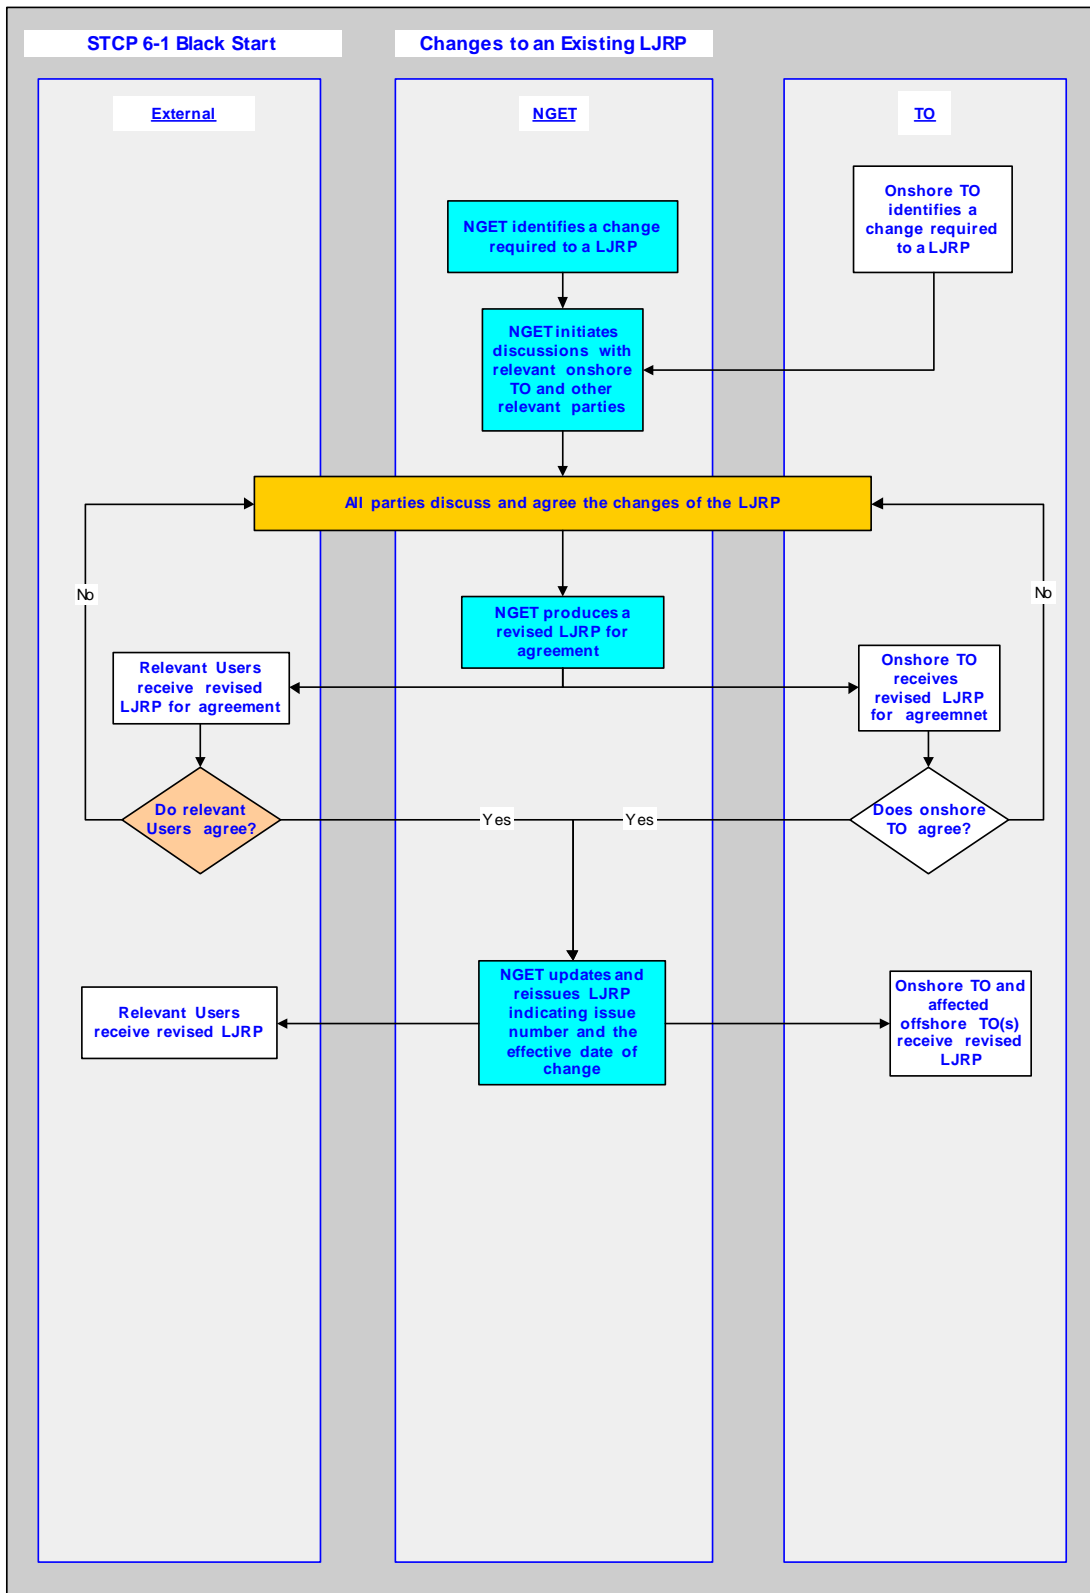 STCP 6-1 Black Start
Changes to an Existing LJRP
External
NGET
TO
NGET identifies a change
required to a LJRP
Onshore TO
identifies a
change required
to a LJRP
NGET initiates
discussions with
relevant onshore
TO and other
relevant parties
All parties discuss and agree the changes of the LJRP
No
No
NGET produces a
revised LJRP for
agreement
Relevant Users
receive revised
LJRP for agreement
Onshore TO
receives
revised LJRP
for agreemnet
Do relevant
Users agree?
Yes
Yes
Does onshore
TO agree?
NGET updates and
reissues LJRP
indicating issue
number and the
effective date of
change
Relevant Users
receive revised LJRP
Onshore TO and
affected
offshore TO(s)
receive revised
LJRP